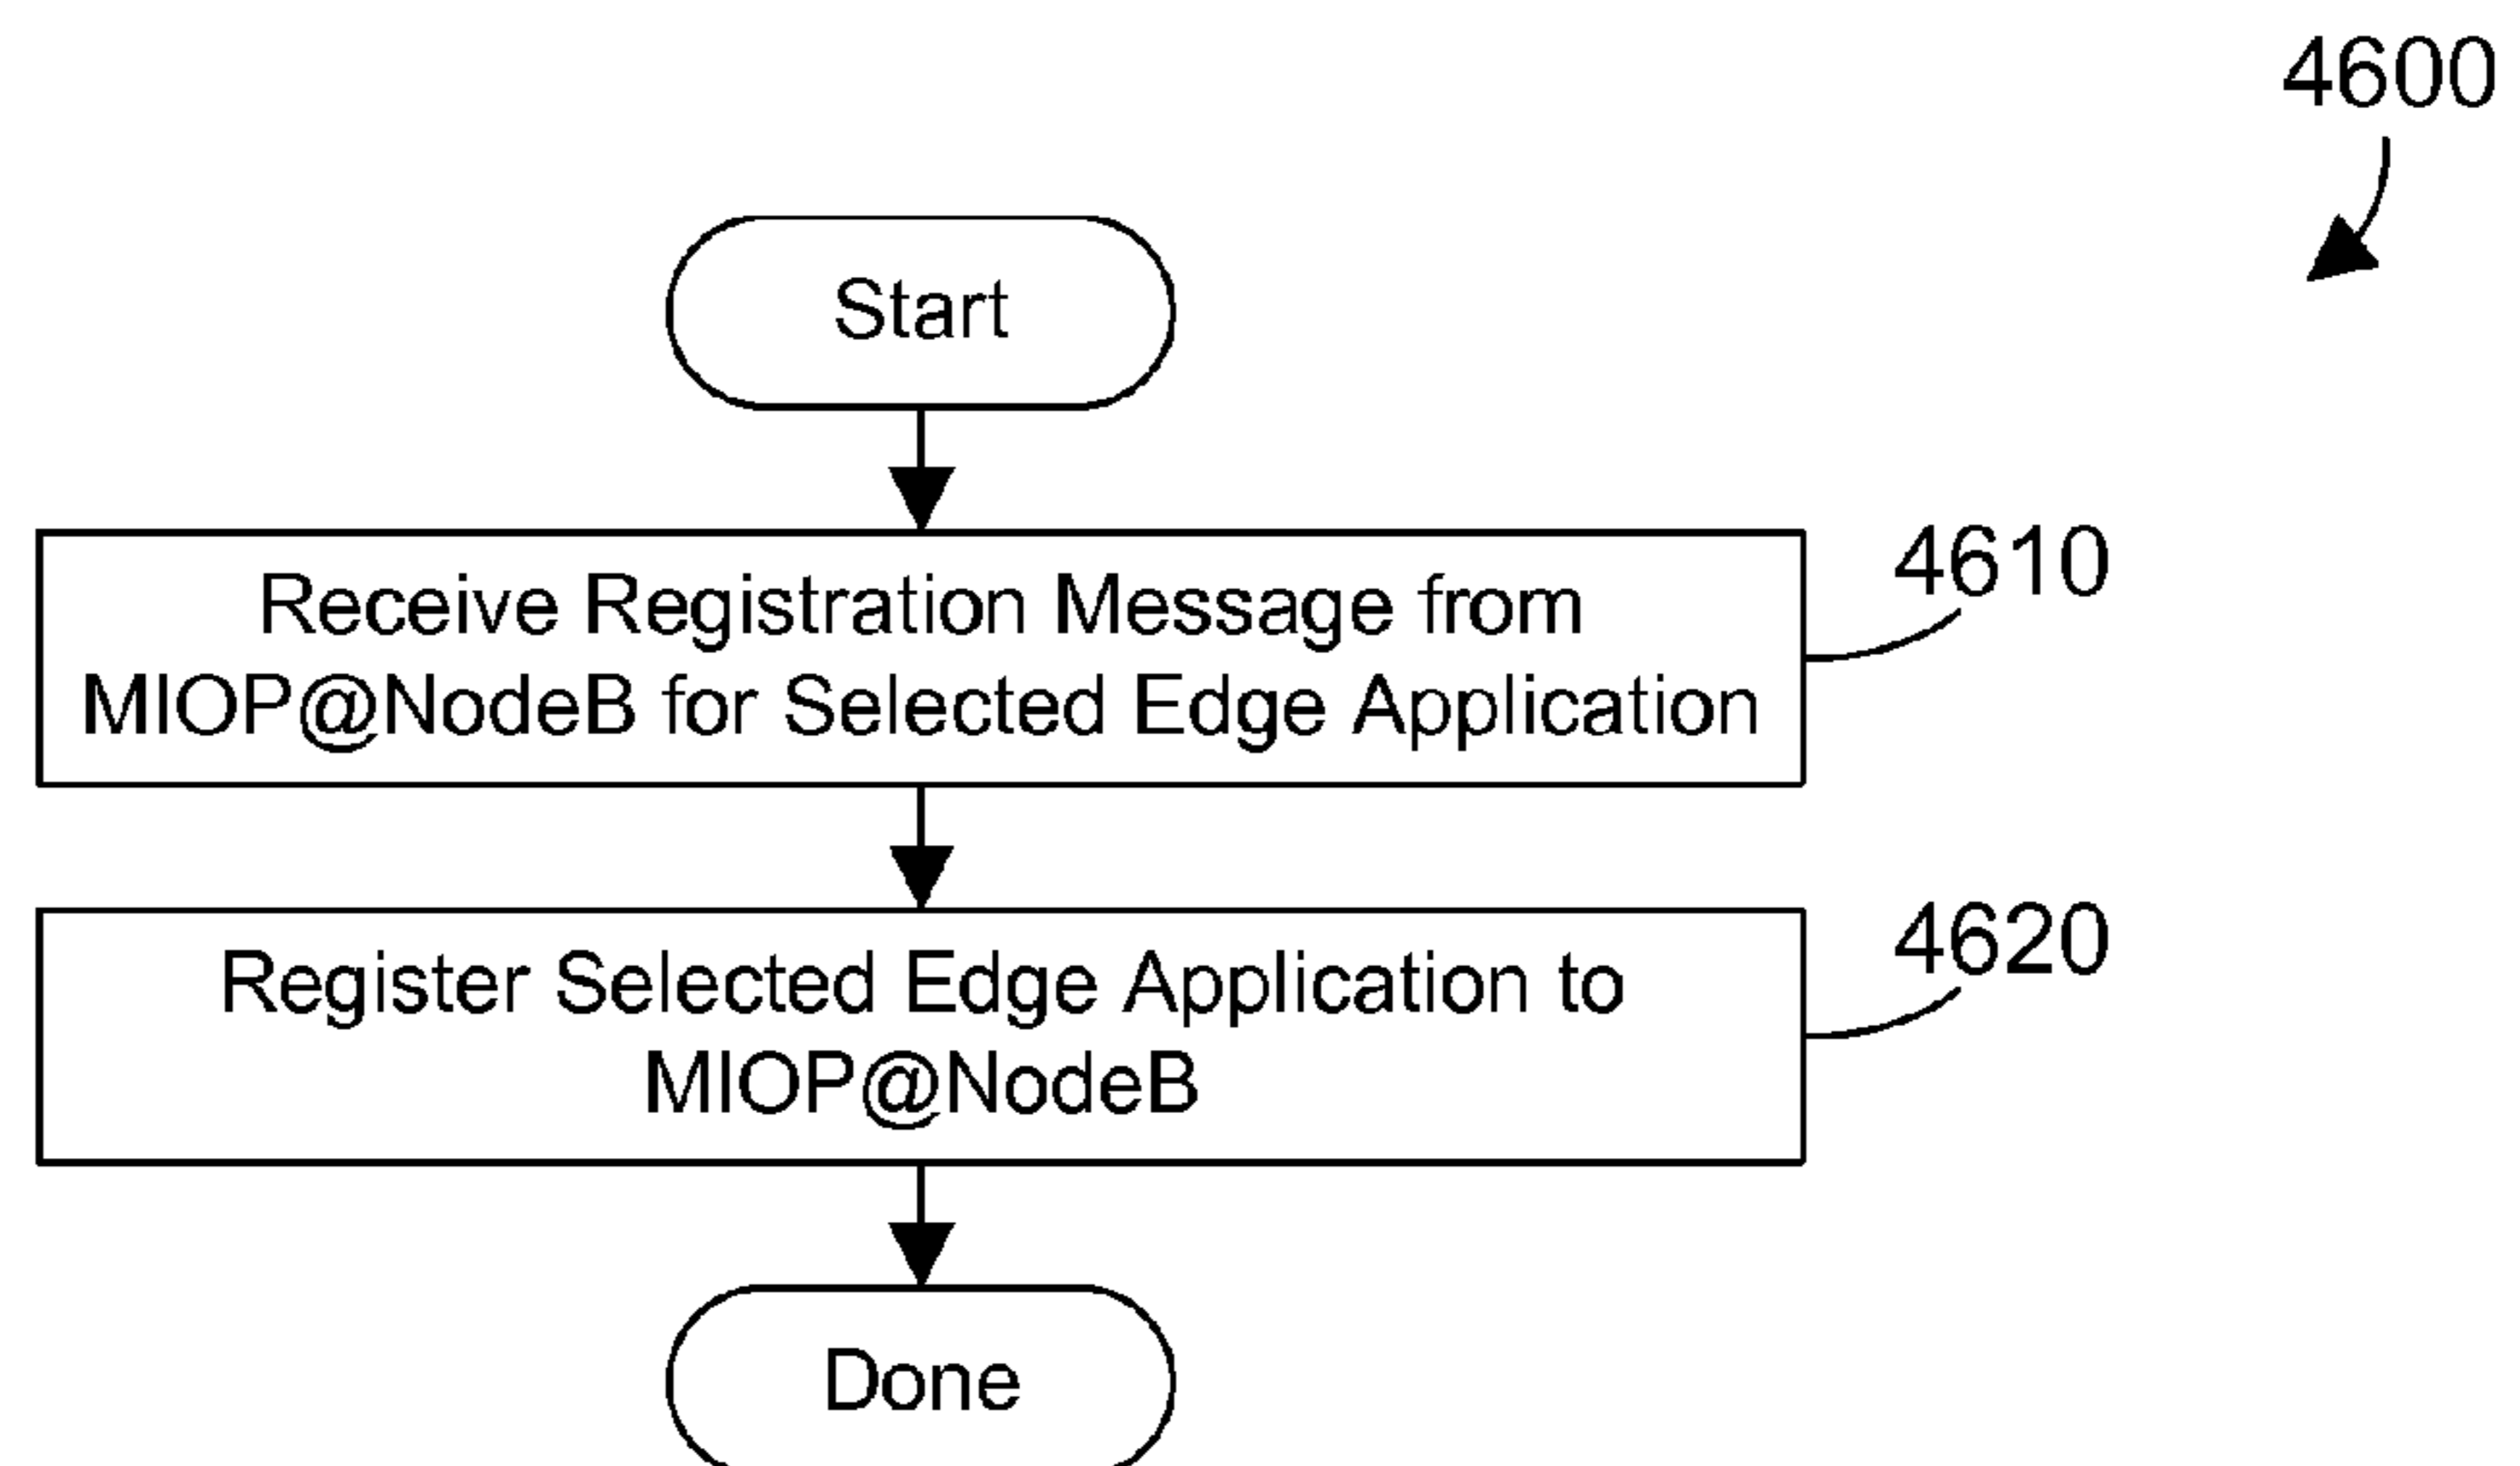 4600
Start
Receive Registration Message from
MIOP@NodeB for Selected Edge Application
4610
Register Selected Edge Application to
MIOP@NodeB
4620
Done